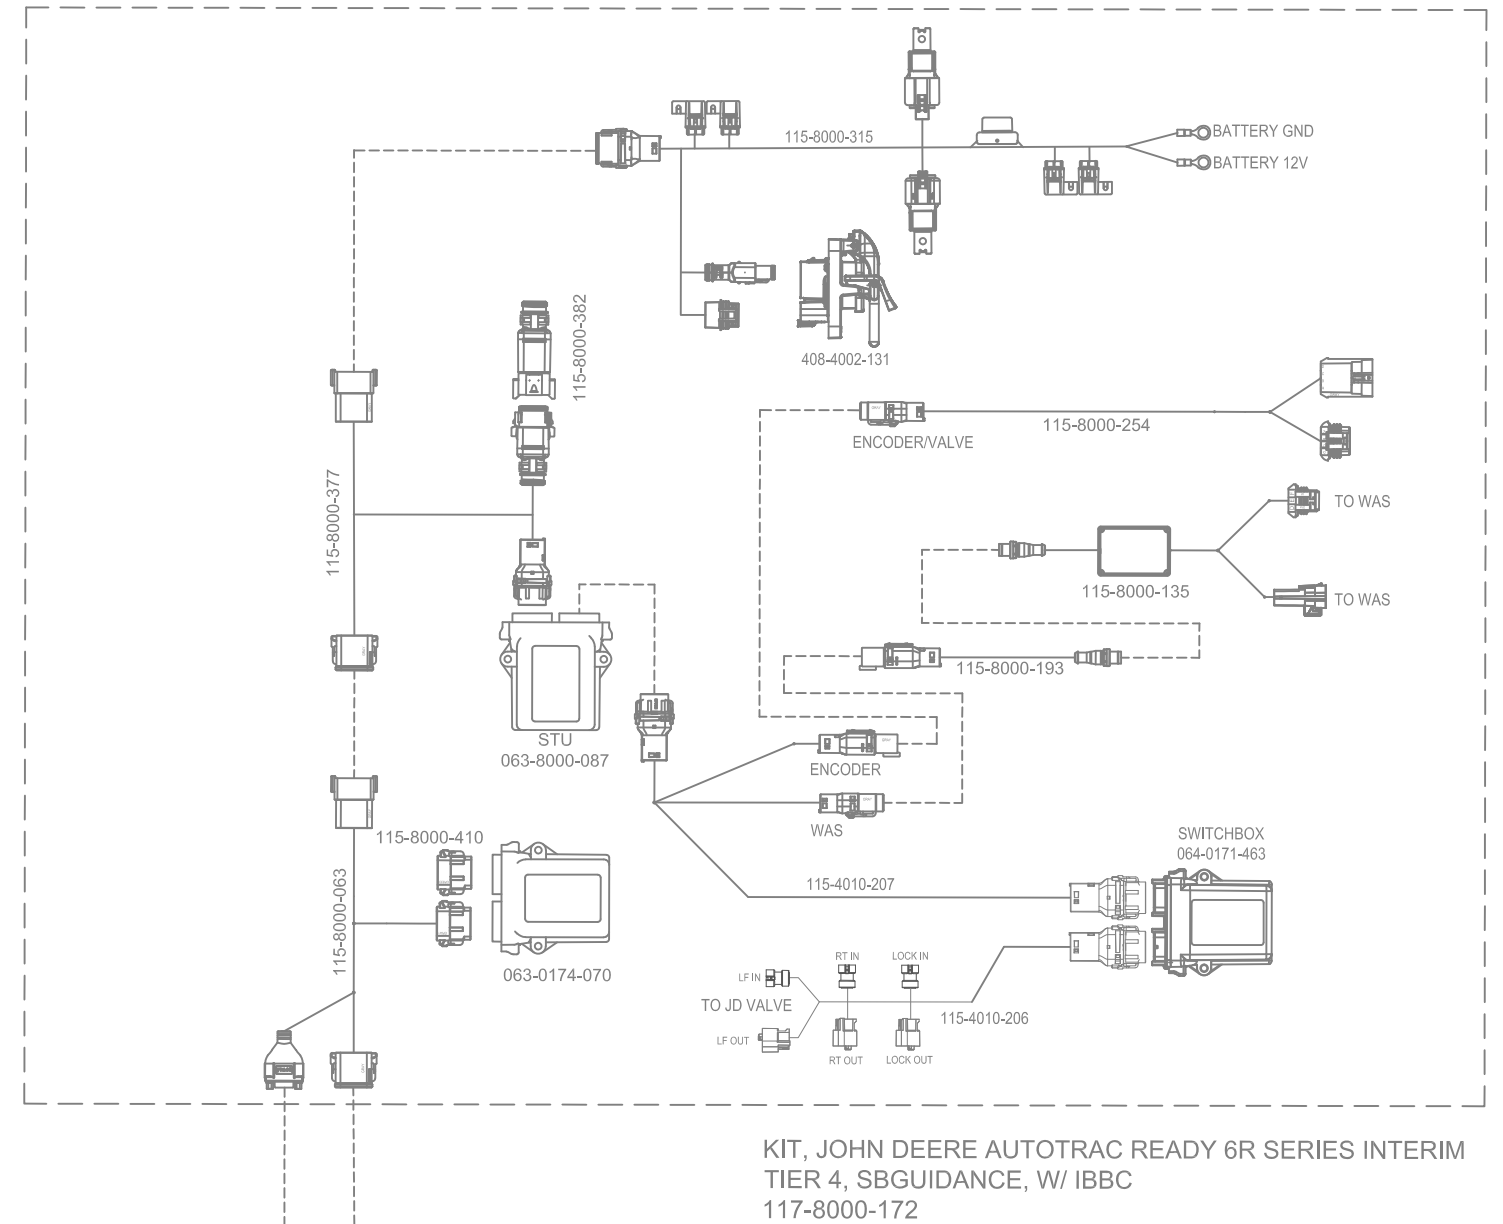 115-8000-315
BATTERY GND
BATTERY 12V
115-8000-382
408-4002-131
ENCODER/VALVE
115-8000-254
115-8000-377
TO WAS
115-8000-135
TO WAS
115-8000-193
STU
063-8000-087
ENCODER
WAS
115-8000-410
SWITCHBOX
064-0171-463
115-8000-063
115-4010-207
063-0174-070
RT IN
LOCK IN
LF IN
TO JD VALVE
115-4010-206
LF OUT
RT OUT
LOCK OUT
KIT, JOHN DEERE AUTOTRAC READY 6R SERIES INTERIM
TIER 4, SBGUIDANCE, W/ IBBC
117-8000-172